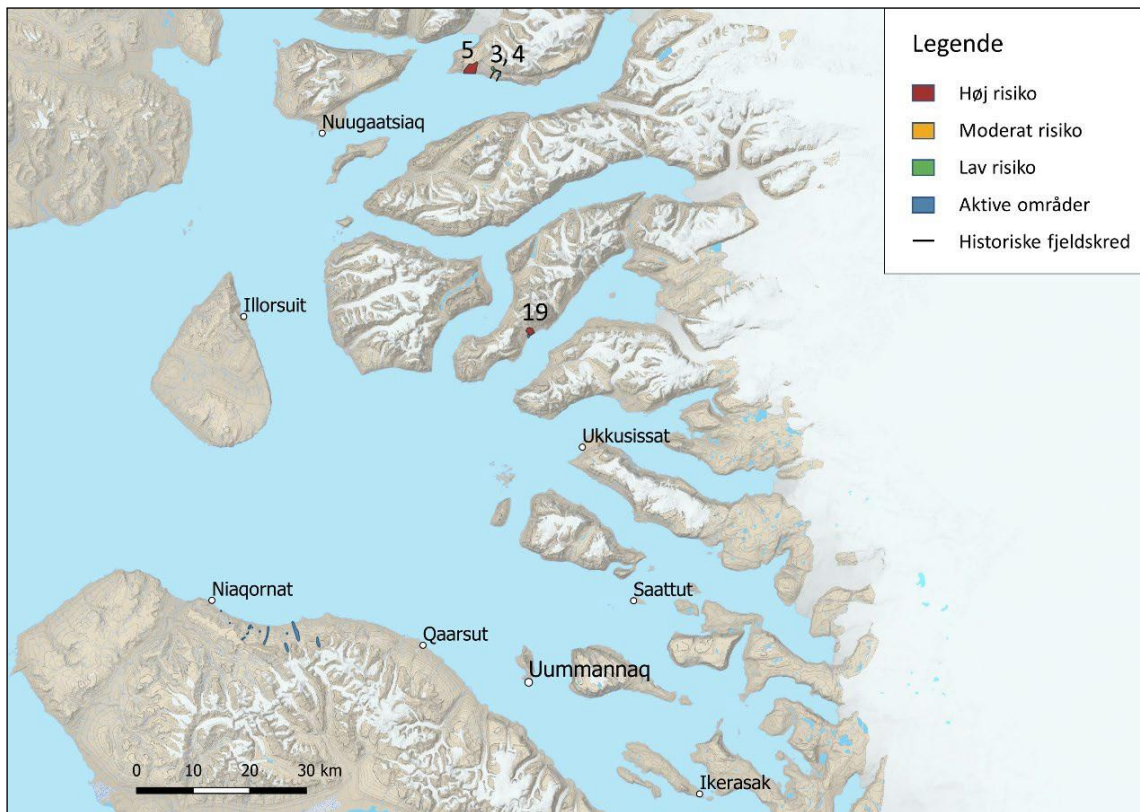 Legende
Høj risiko
Moderat risiko
Lav risiko
Aktive områder
Historiske fjeldskred
5 3, 4
Nuugaatsiaq
Illorsuit
19
Ukkusissat
Niaqornat
Saattut
Qaarsut
Uummannaq
0 10 20 30 km
Ikerasak